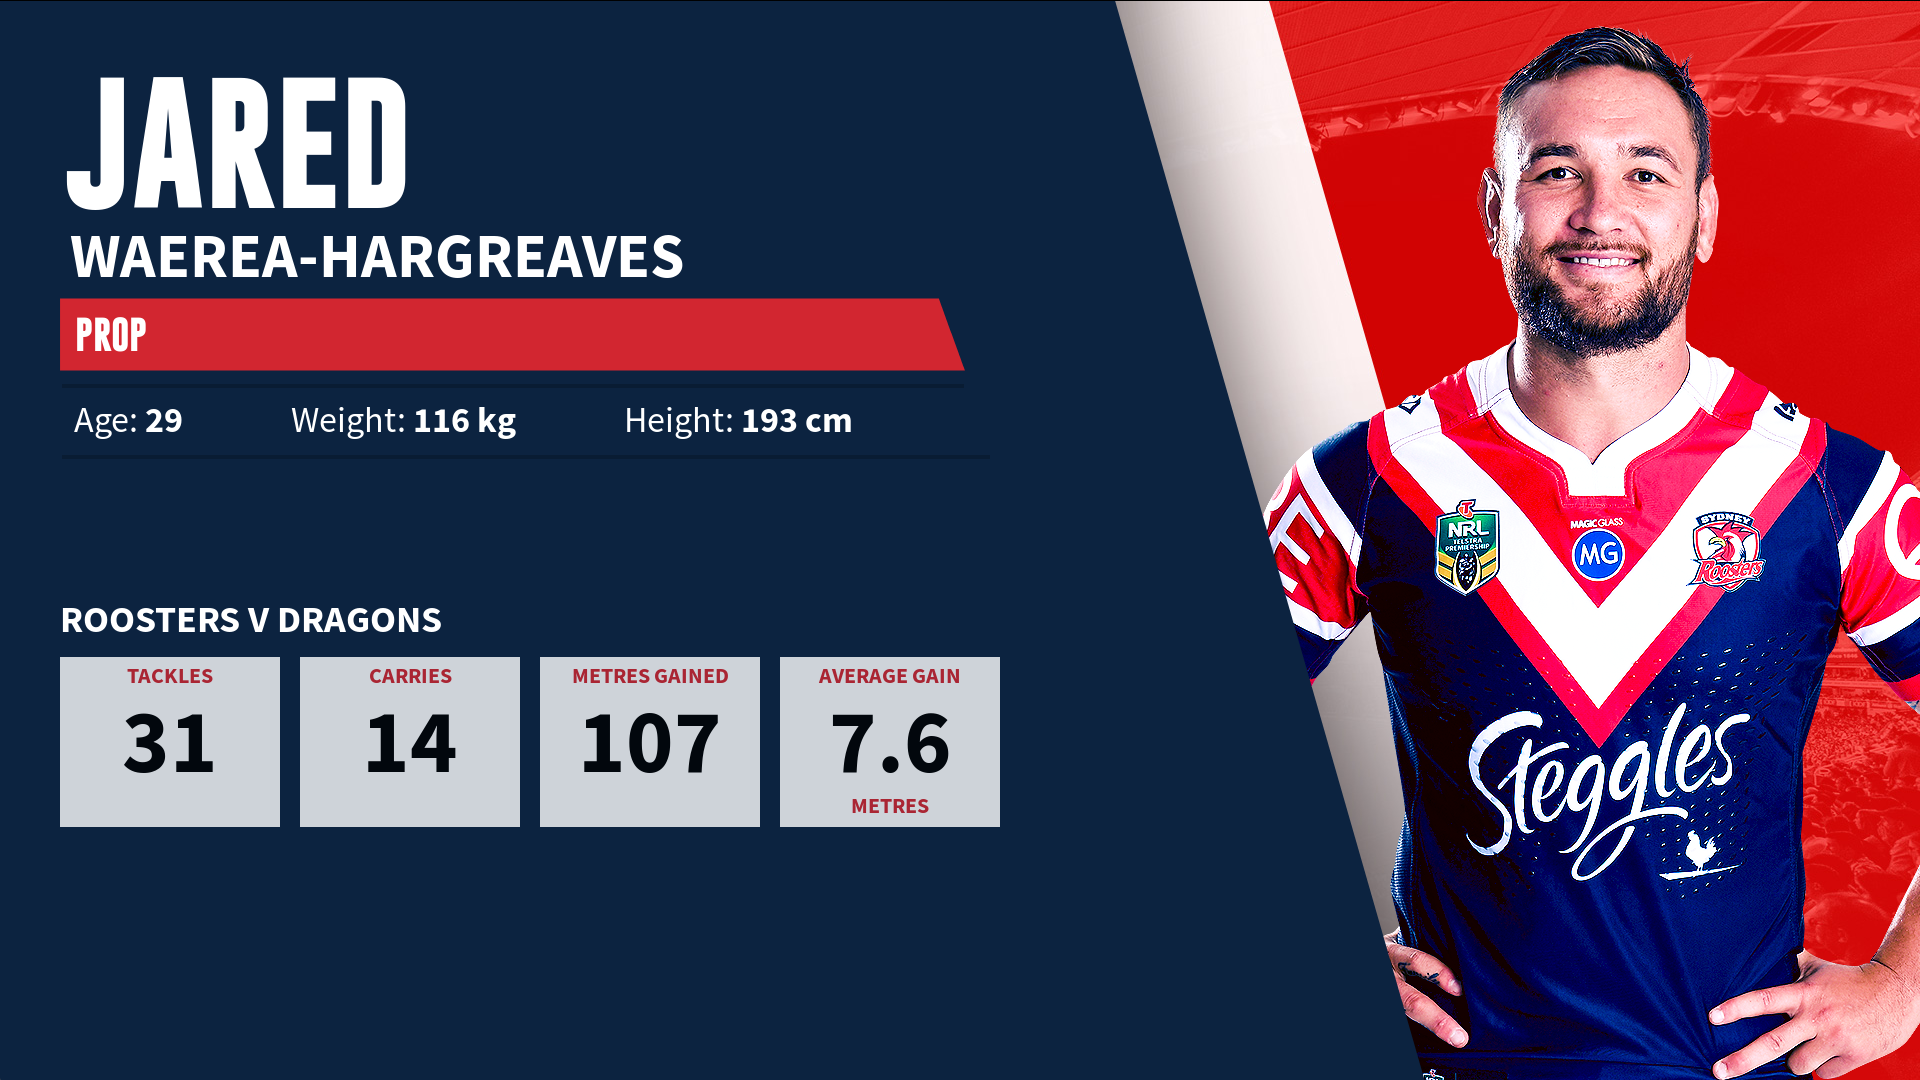 JARED
WAEREA-HARGREAVES
PROP
Age: 29 Weight: 116 kg Height: 193 cm
ROOSTERS V DRAGONS
TACKLES CARRIES METRES GAINED AVERAGE GAIN
31 14 107 7.6
METRES
NRL
TELSTRA
PREMIERSHIP
MAGIC GLASS
MG
SYDNEY
Roosters
Steggles